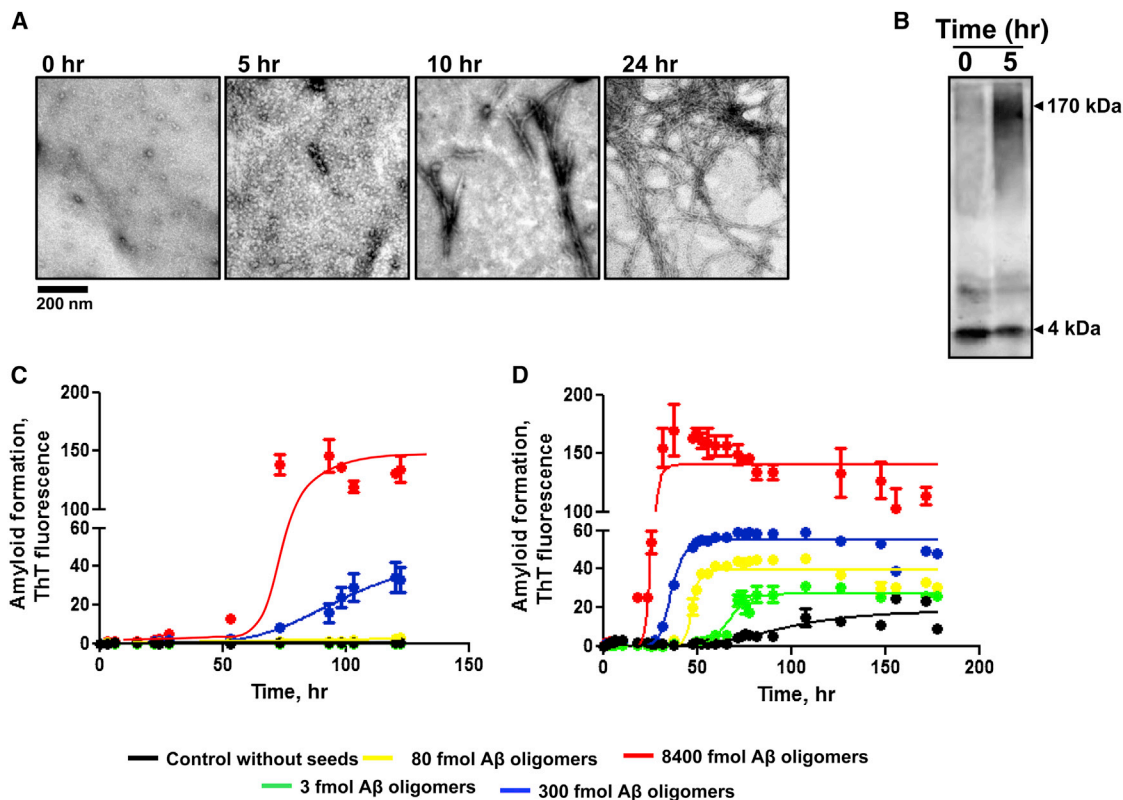 A
B
0 hr
5 hr
10 hr
24 hr
200 nm
Time (hr)
0 5
170 kDa
4 kDa
C
Amyloid formation,
ThT fluorescence
200
150
100
60
40
20
0
0 50 100 150
Time, hr
D
Amyloid formation,
ThT fluorescence
200
150
100
60
40
20
0
0 50 100 150 200
Time, hr
Control without seeds 80 fmol Aβ oligomers 8400 fmol Aβ oligomers
3 fmol Aβ oligomers 300 fmol Aβ oligomers